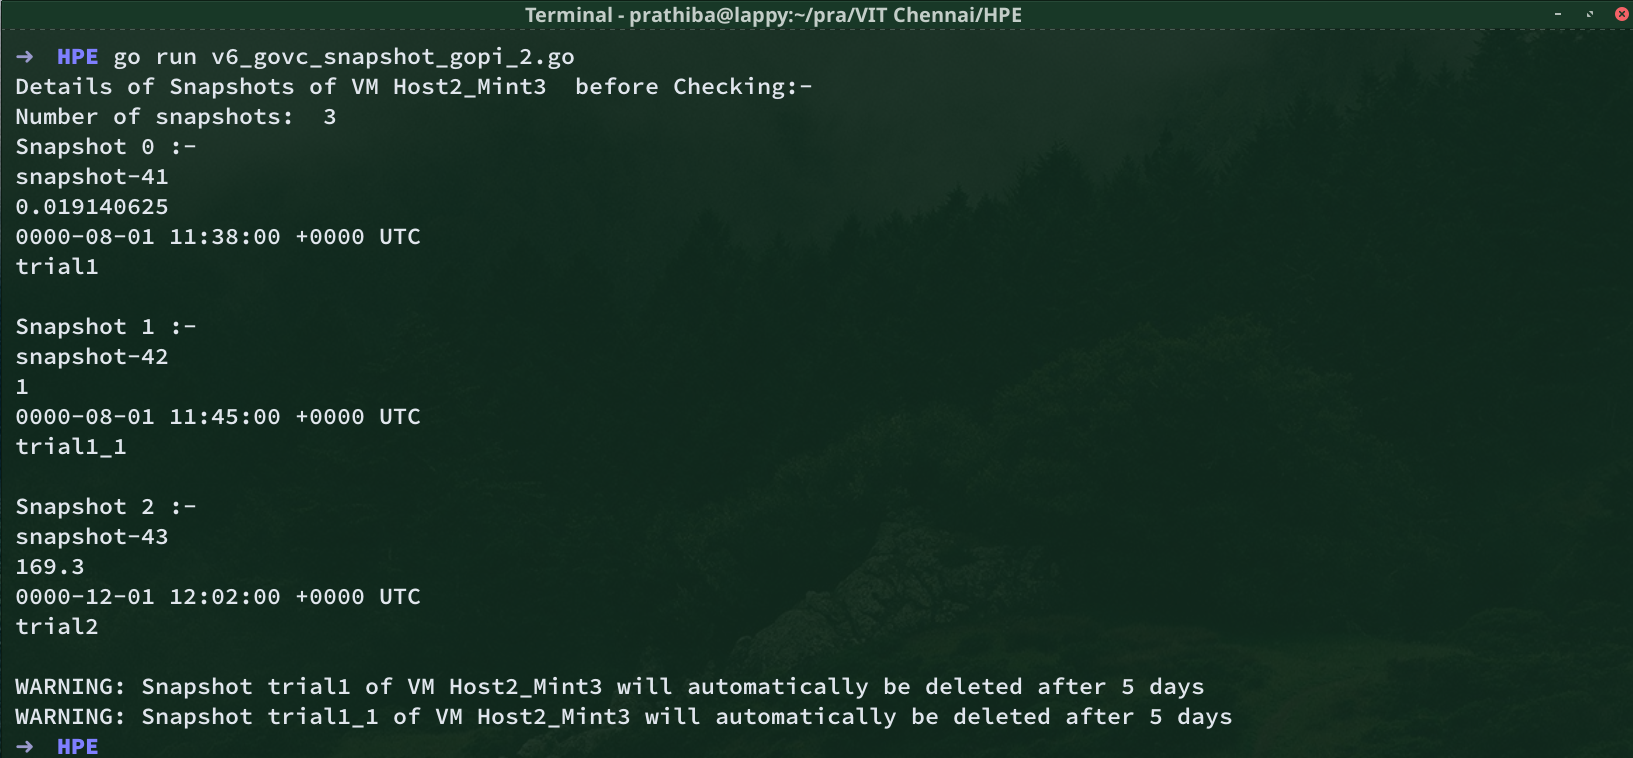 Terminal - prathiba@lappy:~/pra/VIT Chennai/HPE
→ HPE go run v6_govc_snapshot_gopi_2.go
Details of Snapshots of VM Host2_Mint3  before Checking:-
Number of snapshots:  3
Snapshot 0 :-
snapshot-41
0.019140625
0000-08-01 11:38:00 +0000 UTC
trial1
Snapshot 1 :-
snapshot-42
1
0000-08-01 11:45:00 +0000 UTC
trial1_1
Snapshot 2 :-
snapshot-43
169.3
0000-12-01 12:02:00 +0000 UTC
trial2
WARNING: Snapshot trial1 of VM Host2_Mint3 will automatically be deleted after 5 days
WARNING: Snapshot trial1_1 of VM Host2_Mint3 will automatically be deleted after 5 days
→ HPE